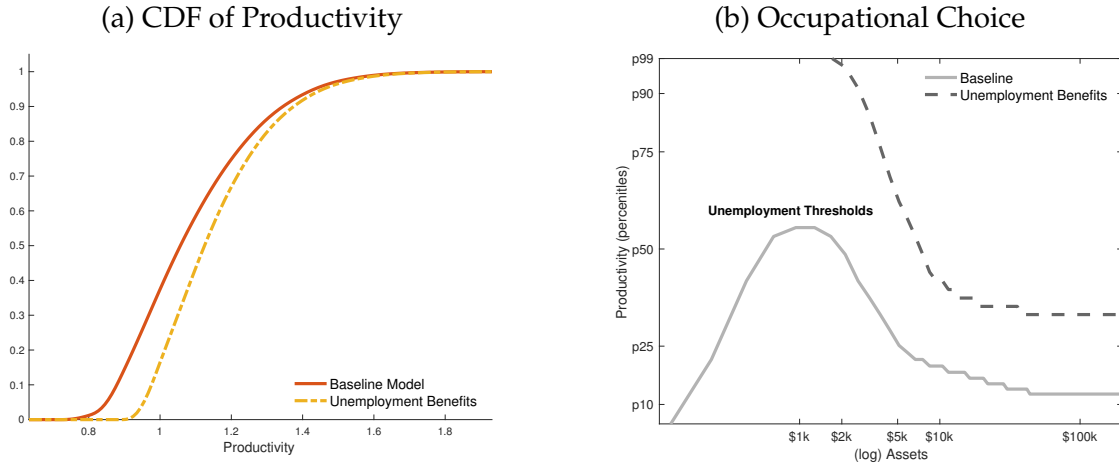 (a) CDF of Productivity
1
0.9
0.8
0.7
0.6
0.5
0.4
0.3
0.2
0.1
0
Baseline Model
Unemployment Benefits
0.8 1 1.2 1.4 1.6 1.8
Productivity
(b) Occupational Choice
p99
p90
p75
p50
p25
p10
Productivity (percenitles)
Baseline
Unemployment Benefits
Unemployment Thresholds
$1k $2k $5k $10k $100k
(log) Assets